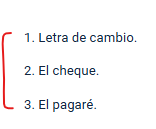 1. Letra de cambio.
2. El cheque.
3. El pagaré.